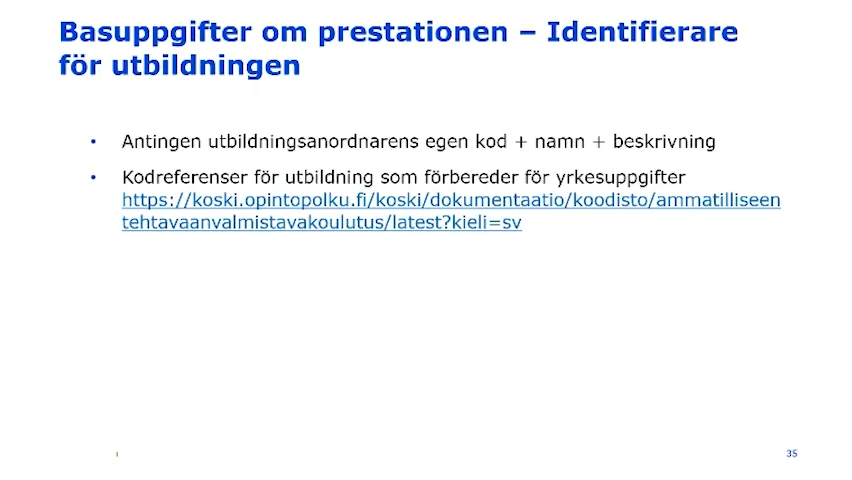 Basuppgifter om prestationen – Identifierare
för utbildningen
• Antingen utbildningsanordnarens egen kod + namn + beskrivning
• Kodreferenser för utbildning som förbereder för yrkesuppgifter
https://koski.opintopolku.fi/koski/dokumentaatio/koodisto/ammatilliseen
tehtavaanvalmistavakoulutus/latest?kieli=sv
35